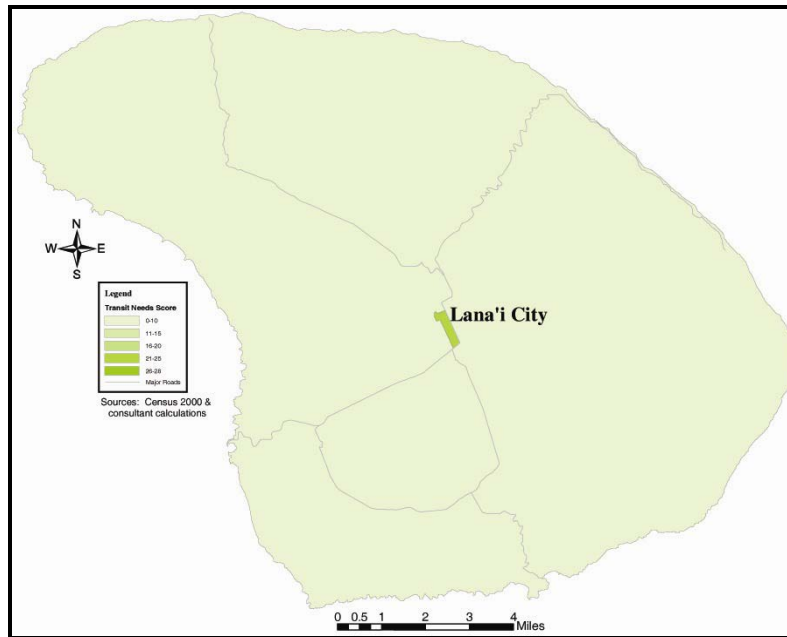 N
W E
S
Legend
Transit Needs Score
0-10
11-15
16-20
21-25
26-28
Major Roads
Sources: Census 2000 &
consultant calculations
Lana'i City
0 0.5 1 2 3 4
Miles